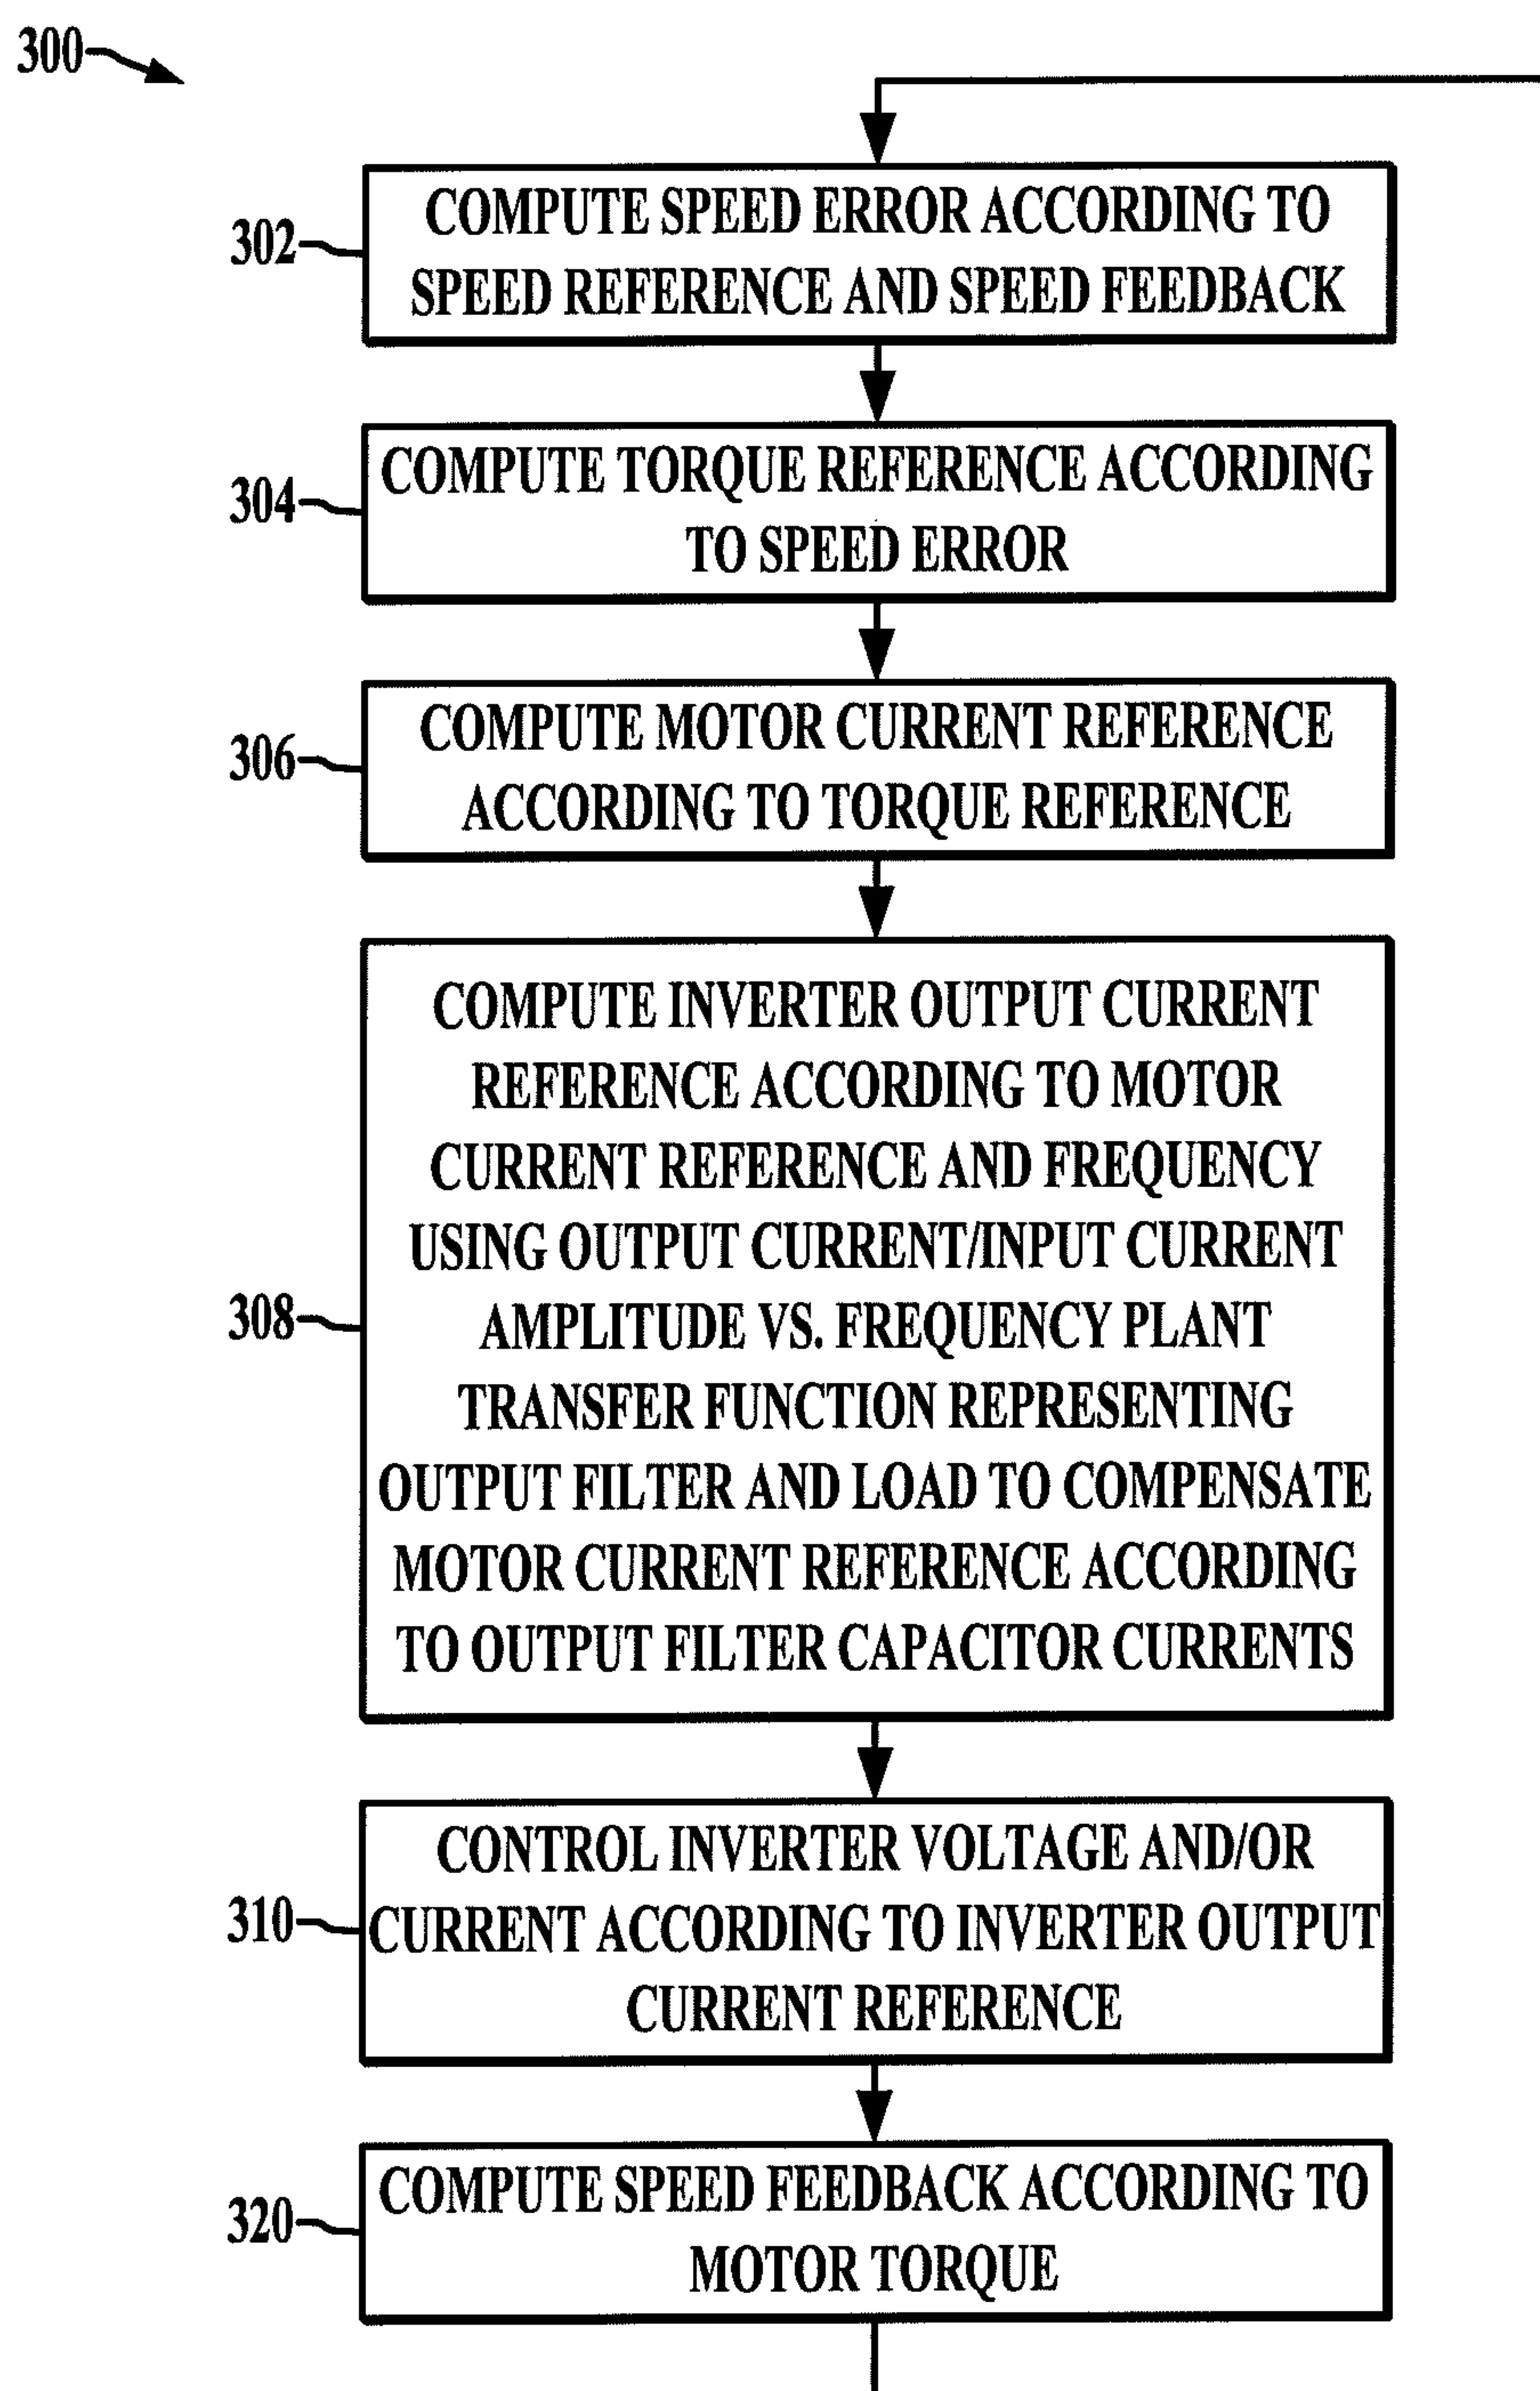 300
302
COMPUTE SPEED ERROR ACCORDING TO
SPEED REFERENCE AND SPEED FEEDBACK
304
COMPUTE TORQUE REFERENCE ACCORDING
TO SPEED ERROR
306
COMPUTE MOTOR CURRENT REFERENCE
ACCORDING TO TORQUE REFERENCE
308
COMPUTE INVERTER OUTPUT CURRENT
REFERENCE ACCORDING TO MOTOR
CURRENT REFERENCE AND FREQUENCY
USING OUTPUT CURRENT/INPUT CURRENT
AMPLITUDE VS. FREQUENCY PLANT
TRANSFER FUNCTION REPRESENTING
OUTPUT FILTER AND LOAD TO COMPENSATE
MOTOR CURRENT REFERENCE ACCORDING
TO OUTPUT FILTER CAPACITOR CURRENTS
310
CONTROL INVERTER VOLTAGE AND/OR
CURRENT ACCORDING TO INVERTER OUTPUT
CURRENT REFERENCE
320
COMPUTE SPEED FEEDBACK ACCORDING TO
MOTOR TORQUE